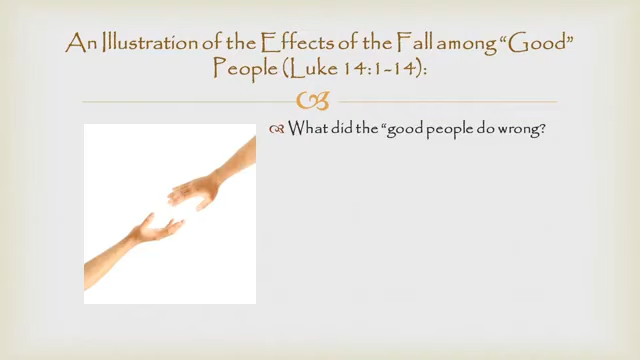 An Illustration of the Effects of the Fall among “Good”
People (Luke 14:1-14):
What did the “good people do wrong?